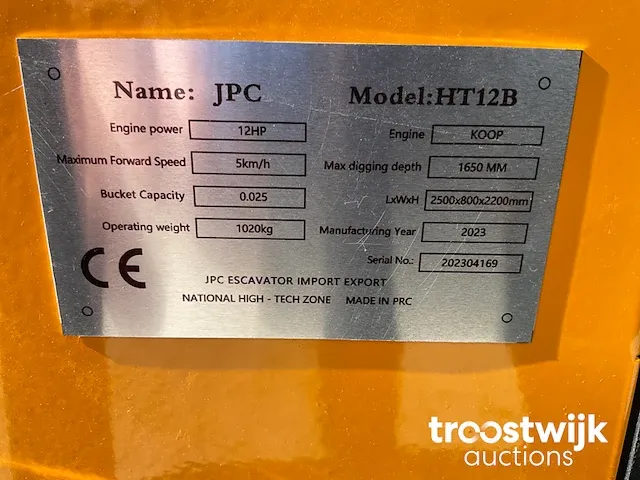 Name: JPC Model:HT12B
Engine power 12HP Engine KOOP
Maximum Forward Speed 5km/h Max digging depth 1650 MM
Bucket Capacity 0.025 LxWxH 2500x800x2200mm
Operating weight 1020kg Manufacturing Year 2023
Serial No.: 202304169
CE
JPC ESCAVATOR IMPORT EXPORT
NATIONAL HIGH - TECH ZONE MADE IN PRC
troostwijk
auctions